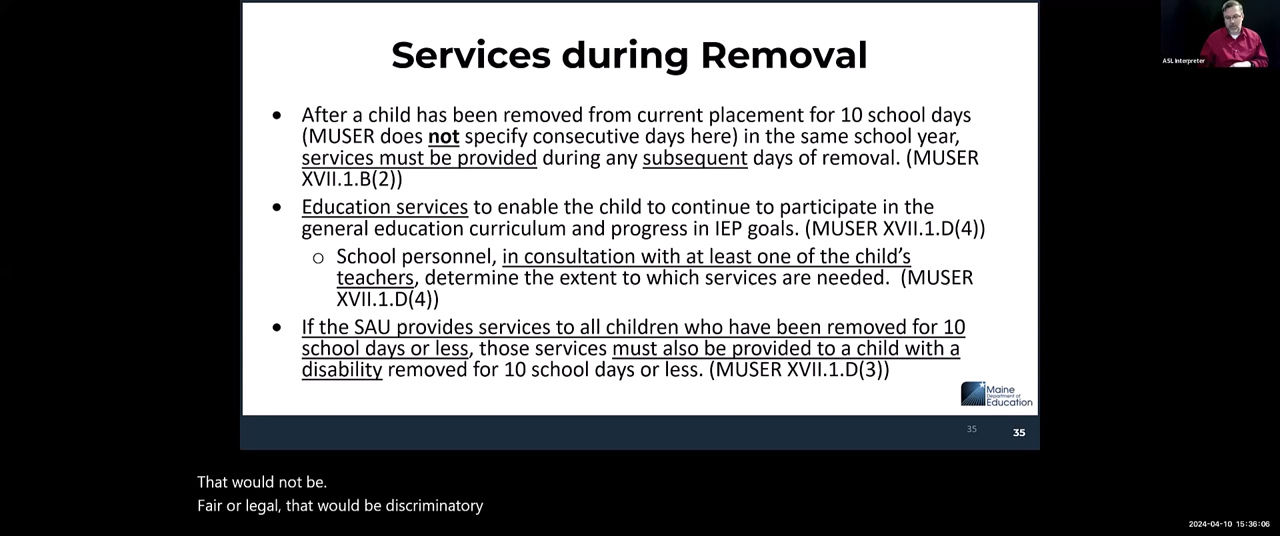 Services during Removal
ASL Interpreter
• After a child has been removed from current placement for 10 school days
(MUSER does not specify consecutive days here) in the same school year,
services must be provided during any subsequent days of removal. (MUSER
XVII.1.B(2))
• Education services to enable the child to continue to participate in the
general education curriculum and progress in IEP goals. (MUSER XVII.1.D(4))
o School personnel, in consultation with at least one of the child’s
teachers, determine the extent to which services are needed. (MUSER
XVII.1.D(4))
• If the SAU provides services to all children who have been removed for 10
school days or less, those services must also be provided to a child with a
disability removed for 10 school days or less. (MUSER XVII.1.D(3))
Maine
Department of
Education
35
35
That would not be.
Fair or legal, that would be discriminatory
2024-04-10 15:36:06